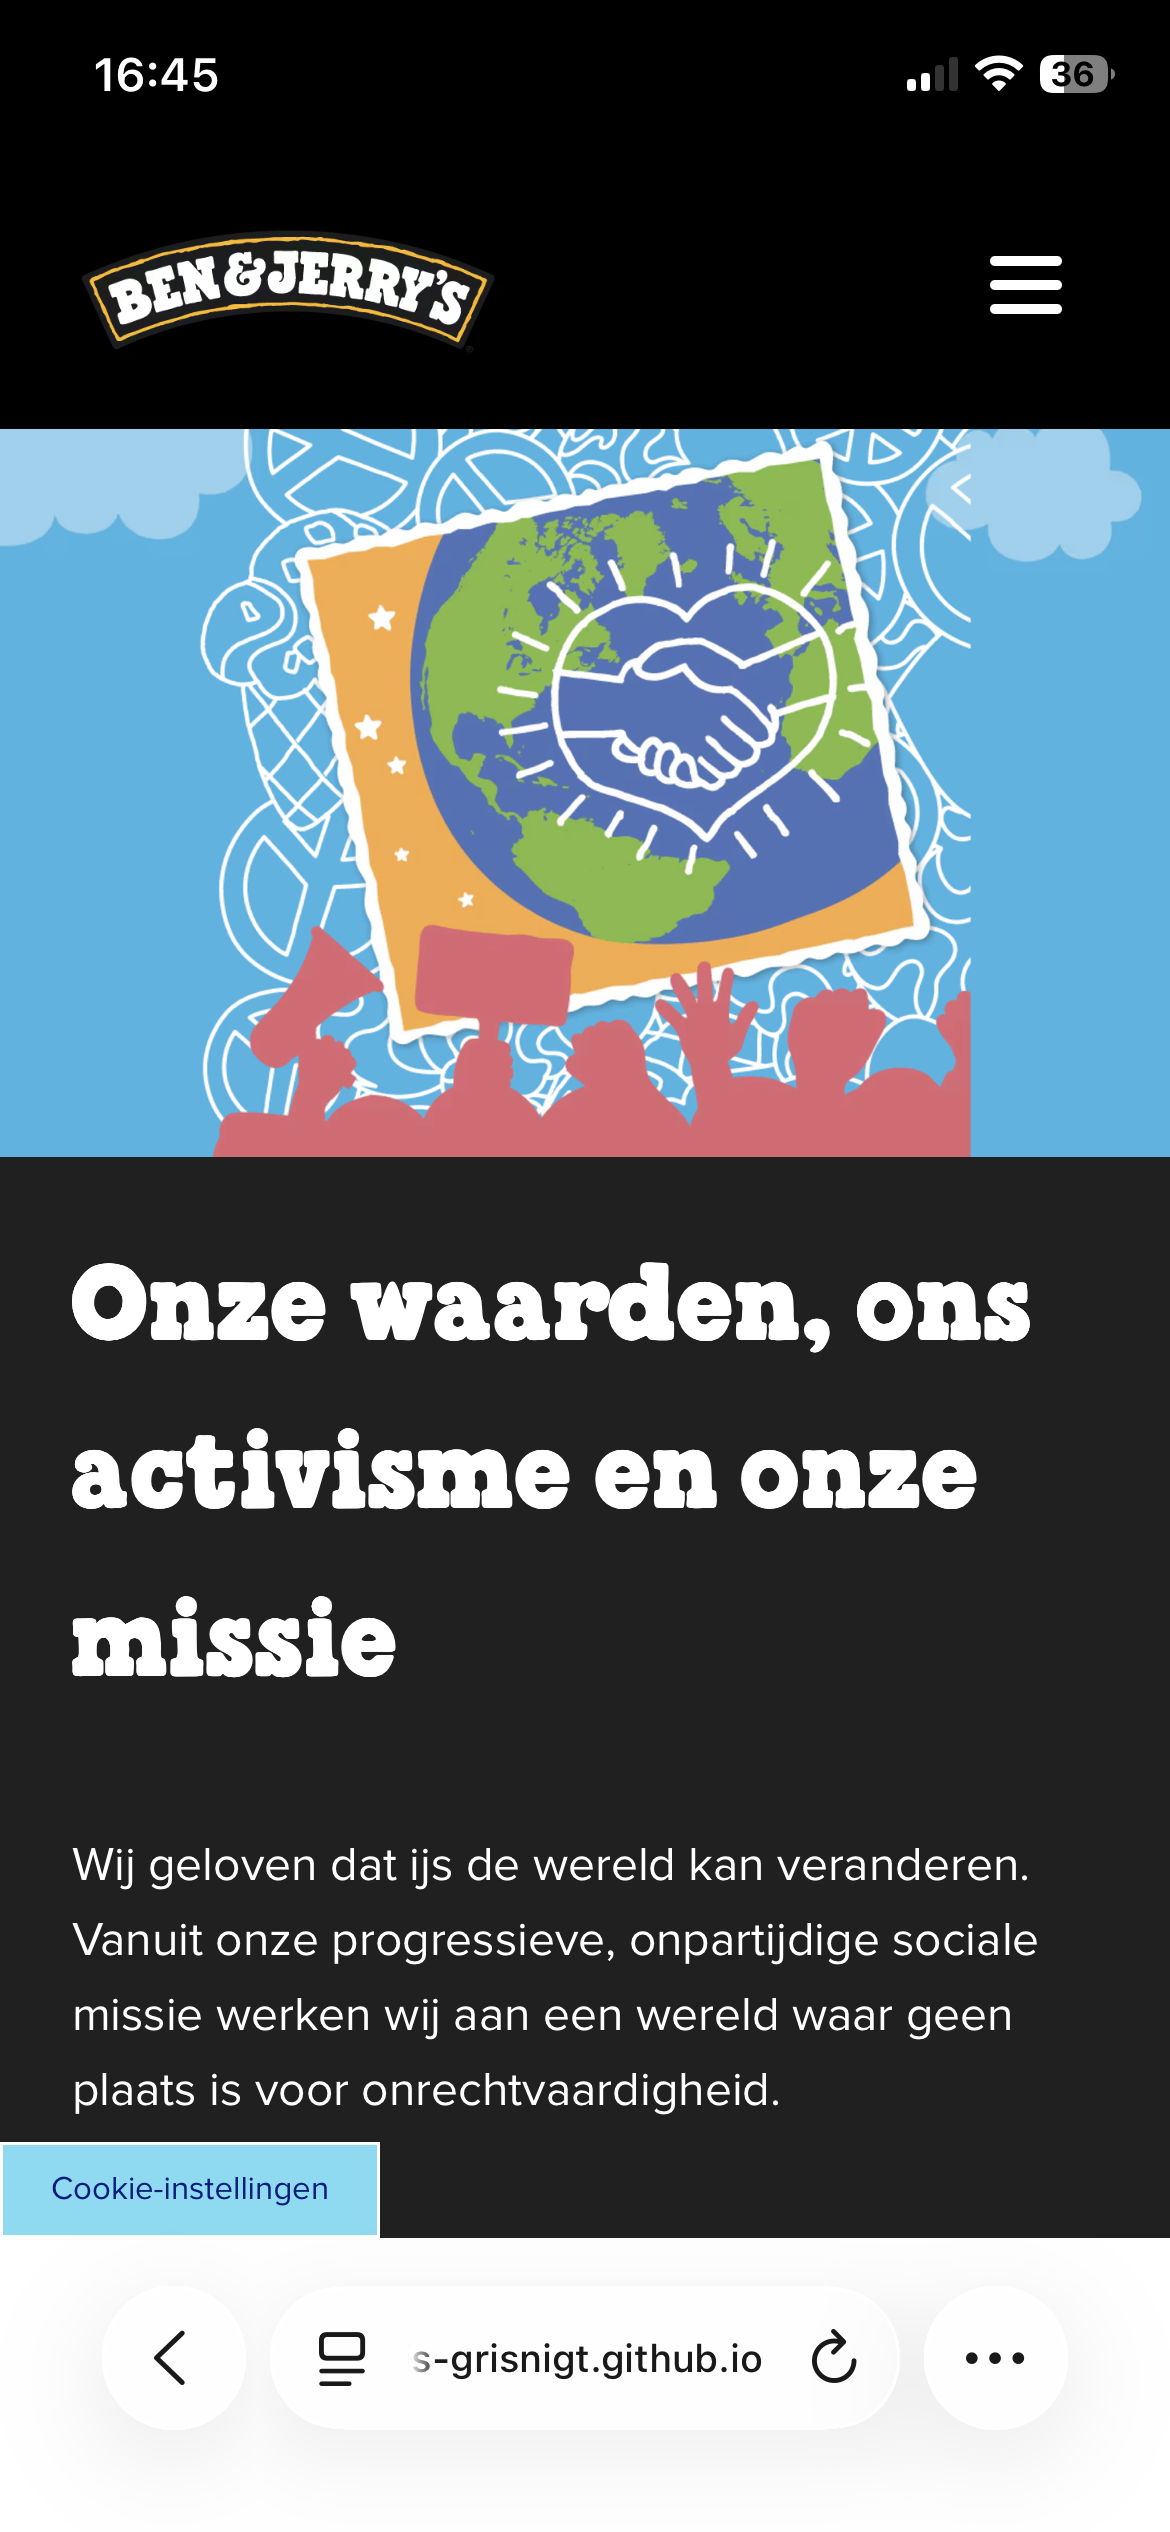 16:45
36
BEN & JERRY'S
Onze waarden, ons
activisme en onze
missie
Wij geloven dat ijs de wereld kan veranderen.
Vanuit onze progressieve, onpartijdige sociale
missie werken wij aan een wereld waar geen
plaats is voor onrechtvaardigheid.
Cookie-instellingen
s-grisnigt.github.io